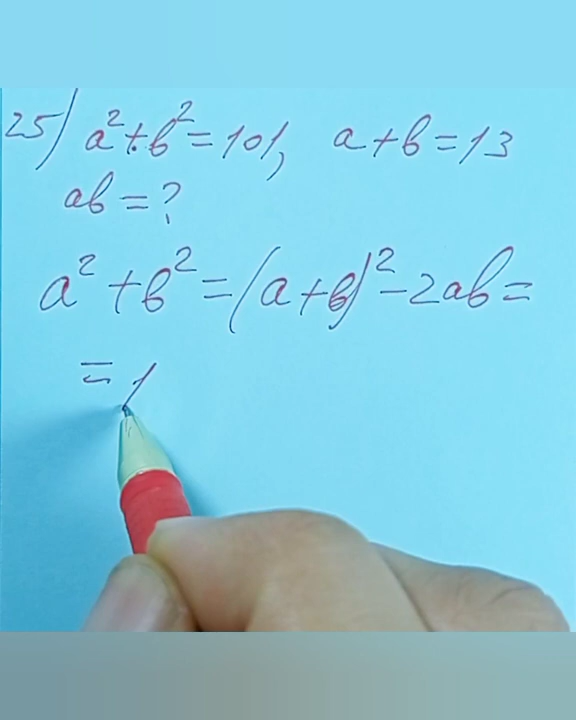 25) a²+b²=101, a+b=13
ab=?
a²+b²=(a+b)²-2ab=
=1